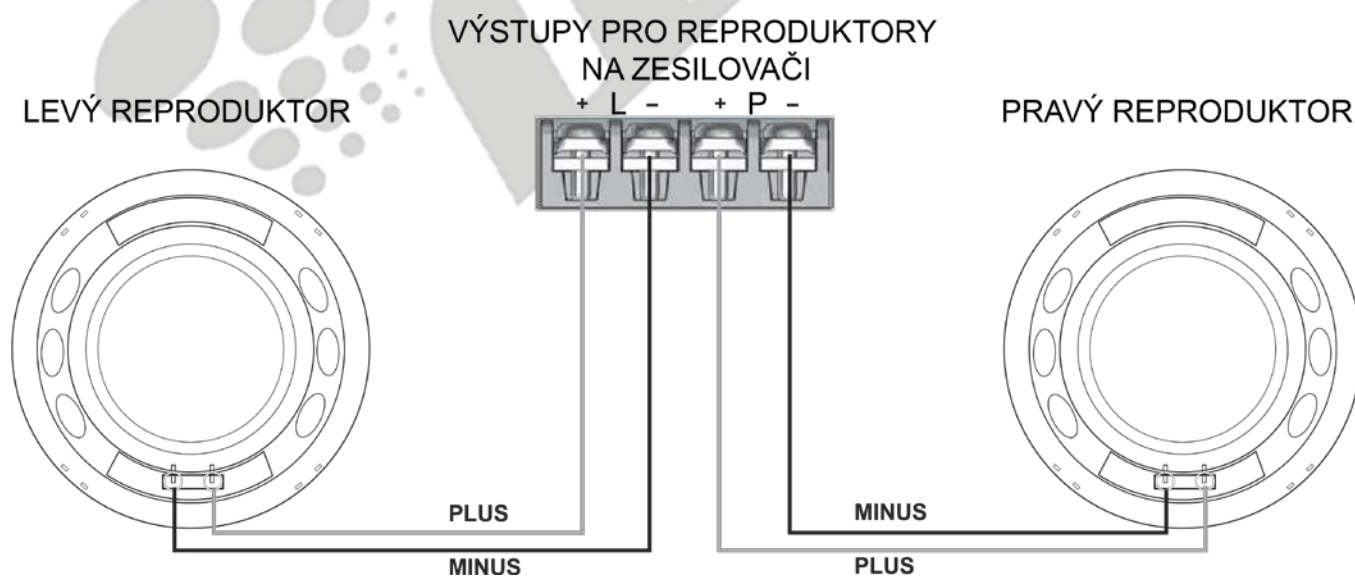 VÝSTUPY PRO REPRODUKTORY
NA ZESILOVAČI
LEVÝ REPRODUKTOR
+ L - + P -
PRAVÝ REPRODUKTOR
PLUS
MINUS
MINUS
PLUS